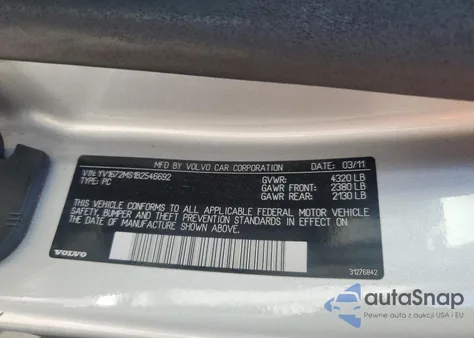 MFD BY VOLVO CAR CORPORATION DATE: 03/11
VIN: YV1672MS1B2546692 GVWR: 4320 LB
TYPE: PC GAWR FRONT: 2380 LB
GAWR REAR: 2130 LB
THIS VEHICLE CONFORMS TO ALL APPLICABLE FEDERAL MOTOR VEHICLE
SAFETY, BUMPER AND THEFT PREVENTION STANDARDS IN EFFECT ON
THE DATE OF MANUFACTURE SHOWN ABOVE.
VOLVO
31276842
autoSnap
Pewne auta z aukcji USA i EU